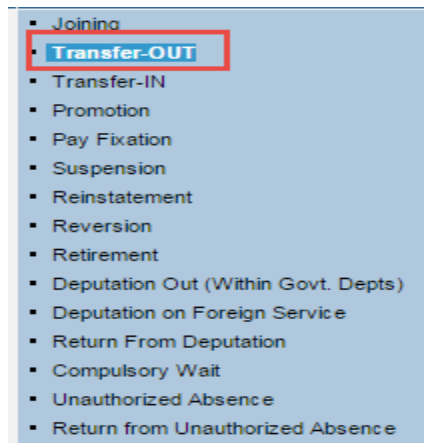 Joining
Transfer-OUT
Transfer-IN
Promotion
Pay Fixation
Suspension
Reinstatement
Reversion
Retirement
Deputation Out (Within Govt. Depts)
Deputation on Foreign Service
Return From Deputation
Compulsory Wait
Unauthorized Absence
Return from Unauthorized Absence